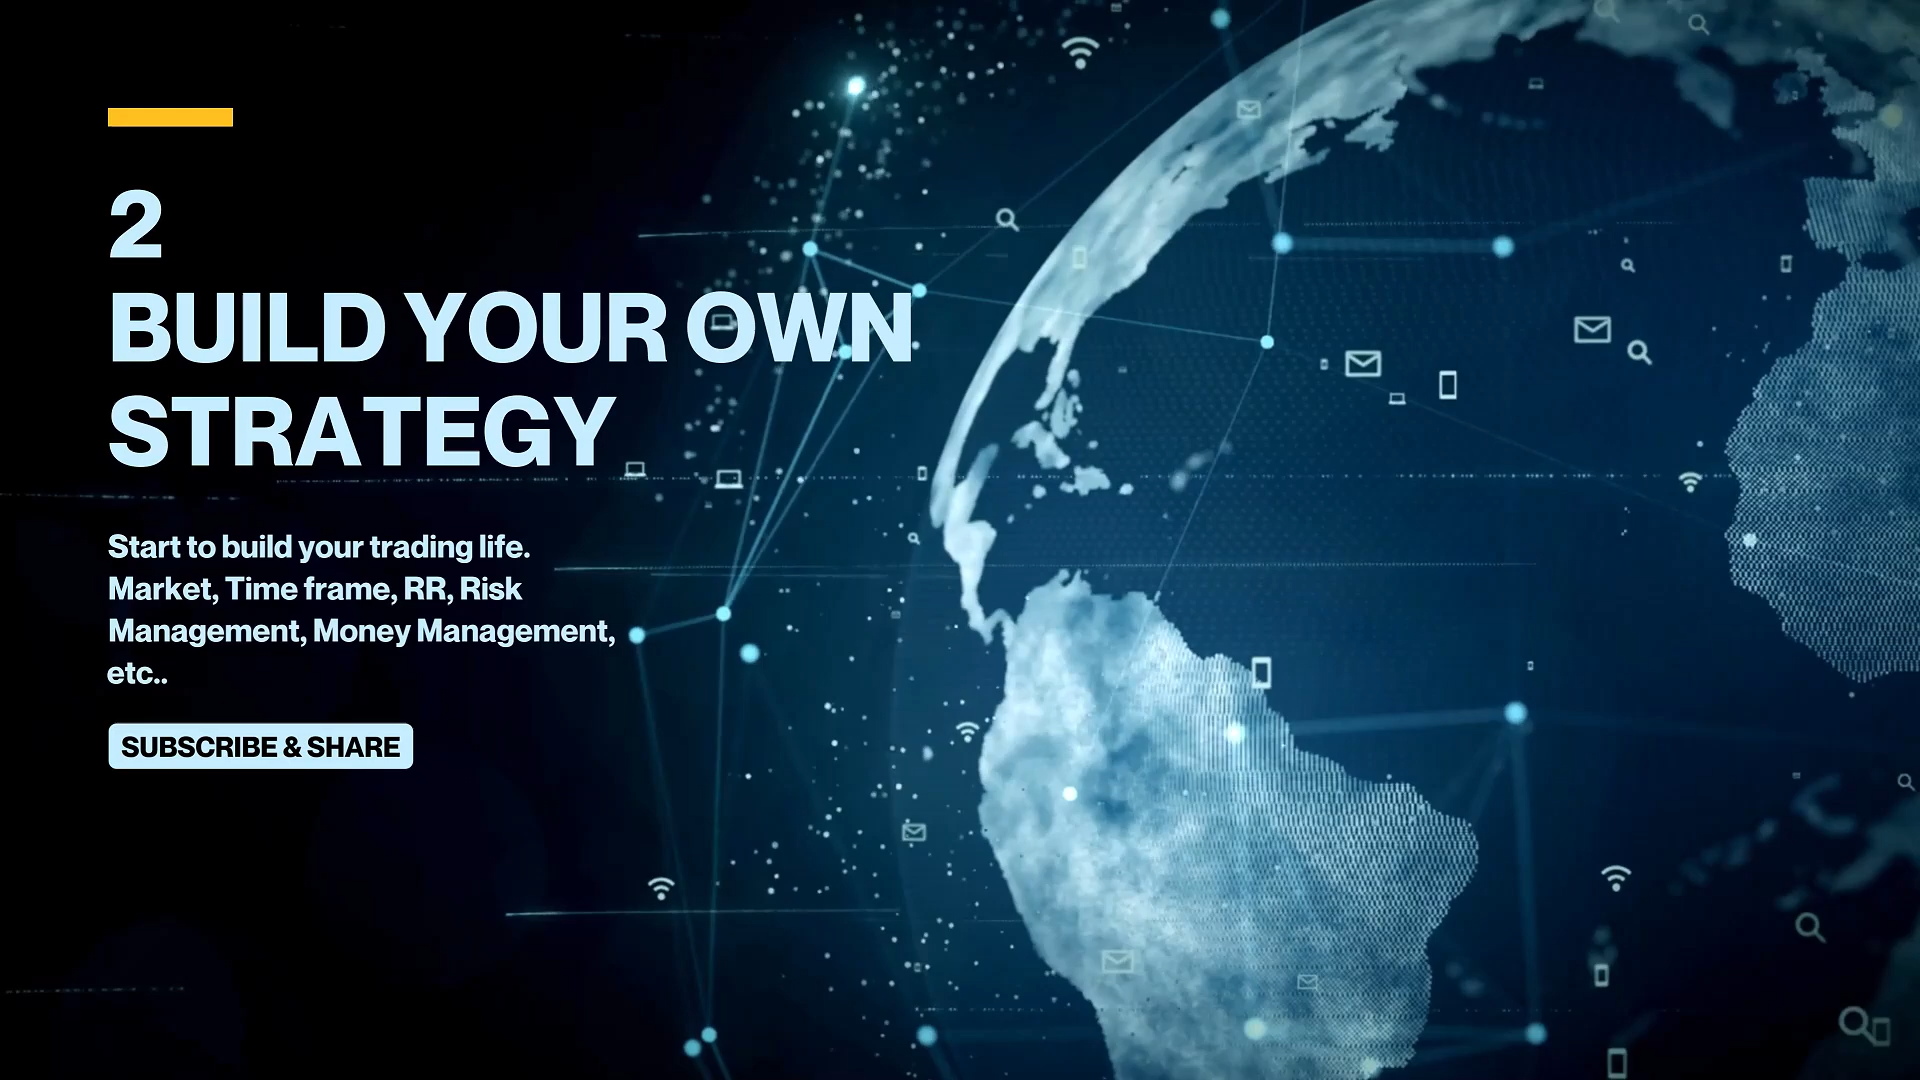 2
BUILD YOUR OWN
STRATEGY
Start to build your trading life.
Market, Time frame, RR, Risk
Management, Money Management,
etc..
SUBSCRIBE & SHARE